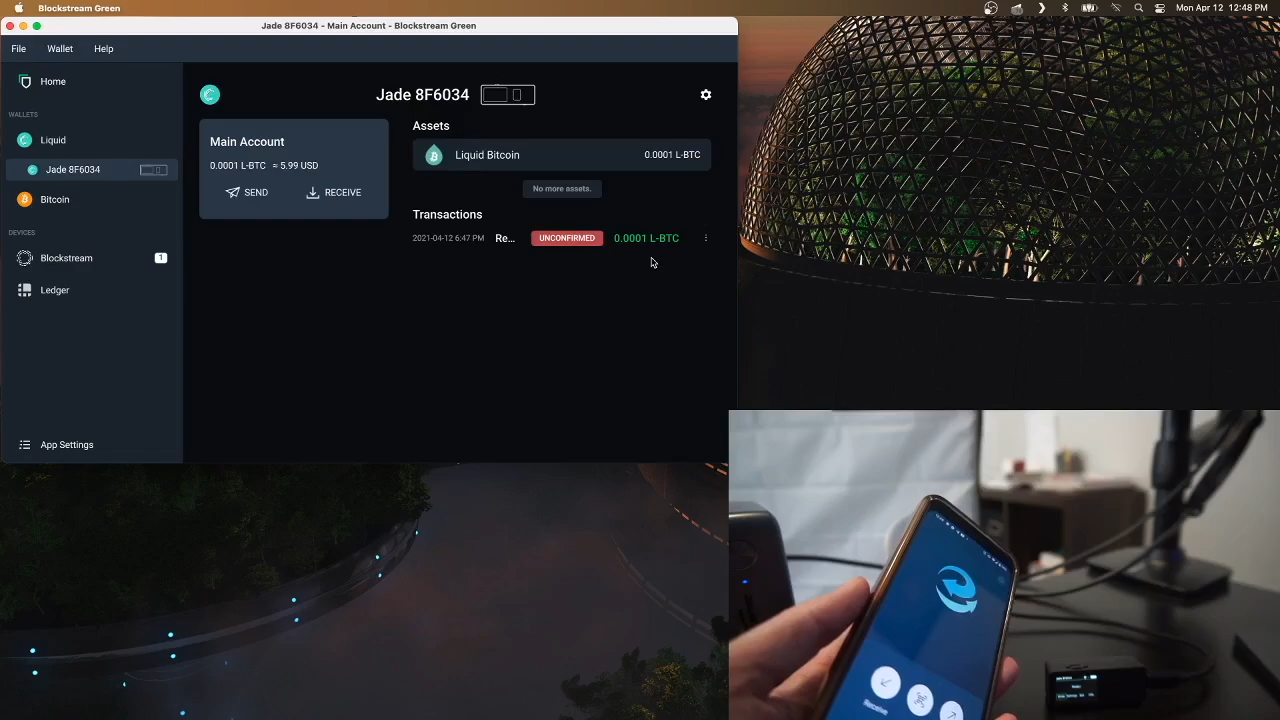 Blockstream Green
Mon Apr 12 12:48 PM
Jade 8F6034 - Main Account - Blockstream Green
File Wallet Help
Home
WALLETS
Liquid
Jade 8F6034
Bitcoin
DEVICES
Blockstream 1
Ledger
App Settings
Jade 8F6034
Main Account
0.0001 L-BTC ≈ 5.99 USD
SEND RECEIVE
Assets
Liquid Bitcoin 0.0001 L-BTC
No more assets.
Transactions
2021-04-12 6:47 PM Re... UNCONFIRMED 0.0001 L-BTC
Receive